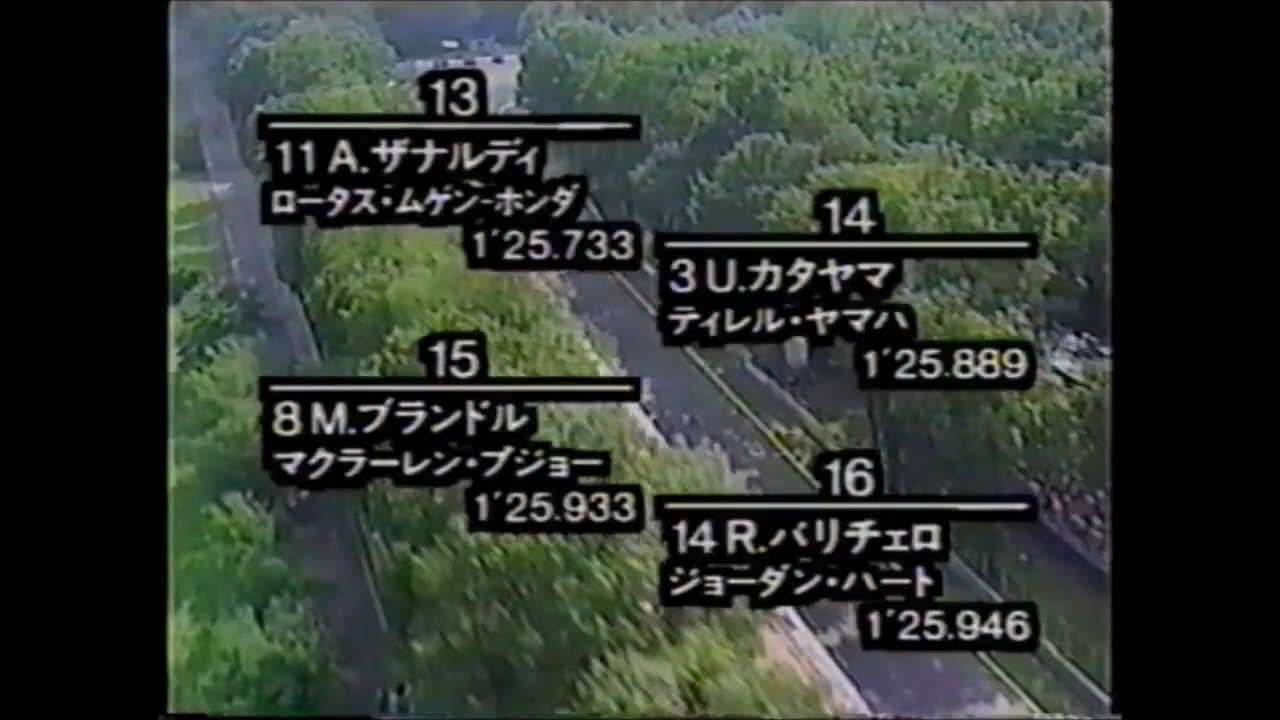 13
11 A.ザナルディ
ロータス・ムゲン-ホンダ
1'25.733
14
3 U.カタヤマ
ティレル・ヤマハ
1'25.889
15
8 M.ブランドル
マクラーレン・プジョー
1'25.933
16
14 R.バリチェロ
ジョーダン・ハート
1'25.946